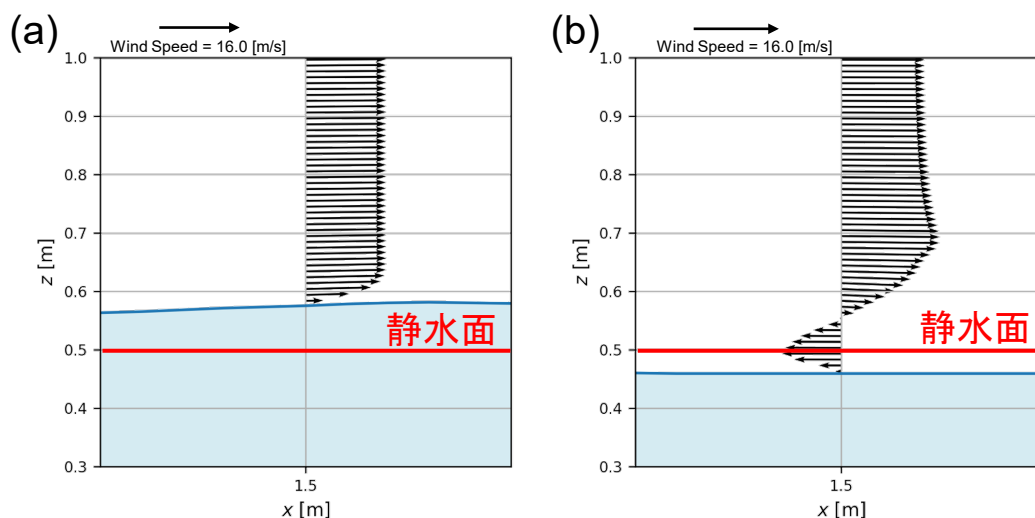 (a)
Wind Speed = 16.0 [m/s]
1.0
0.9
0.8
0.7
0.6
0.5
0.4
0.3
z [m]
静水面
1.5
x [m]
(b)
Wind Speed = 16.0 [m/s]
1.0
0.9
0.8
0.7
0.6
0.5
0.4
0.3
z [m]
静水面
1.5
x [m]